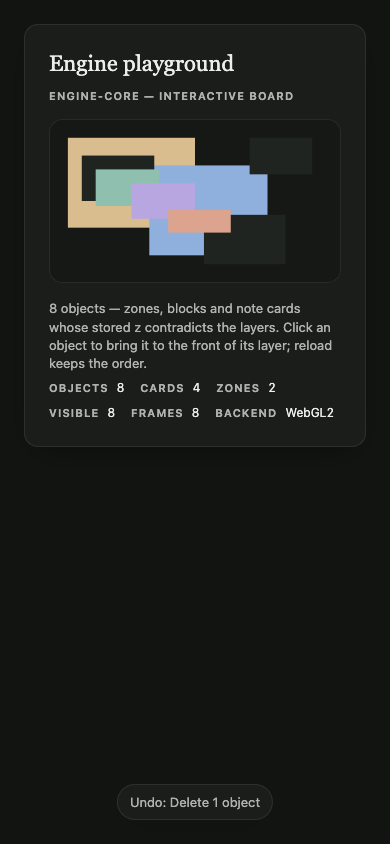 Engine playground
ENGINE-CORE — INTERACTIVE BOARD
8 objects — zones, blocks and note cards
whose stored z contradicts the layers. Click an
object to bring it to the front of its layer; reload
keeps the order.
OBJECTS 8 CARDS 4 ZONES 2
VISIBLE 8 FRAMES 8 BACKEND WebGL2
Undo: Delete 1 object